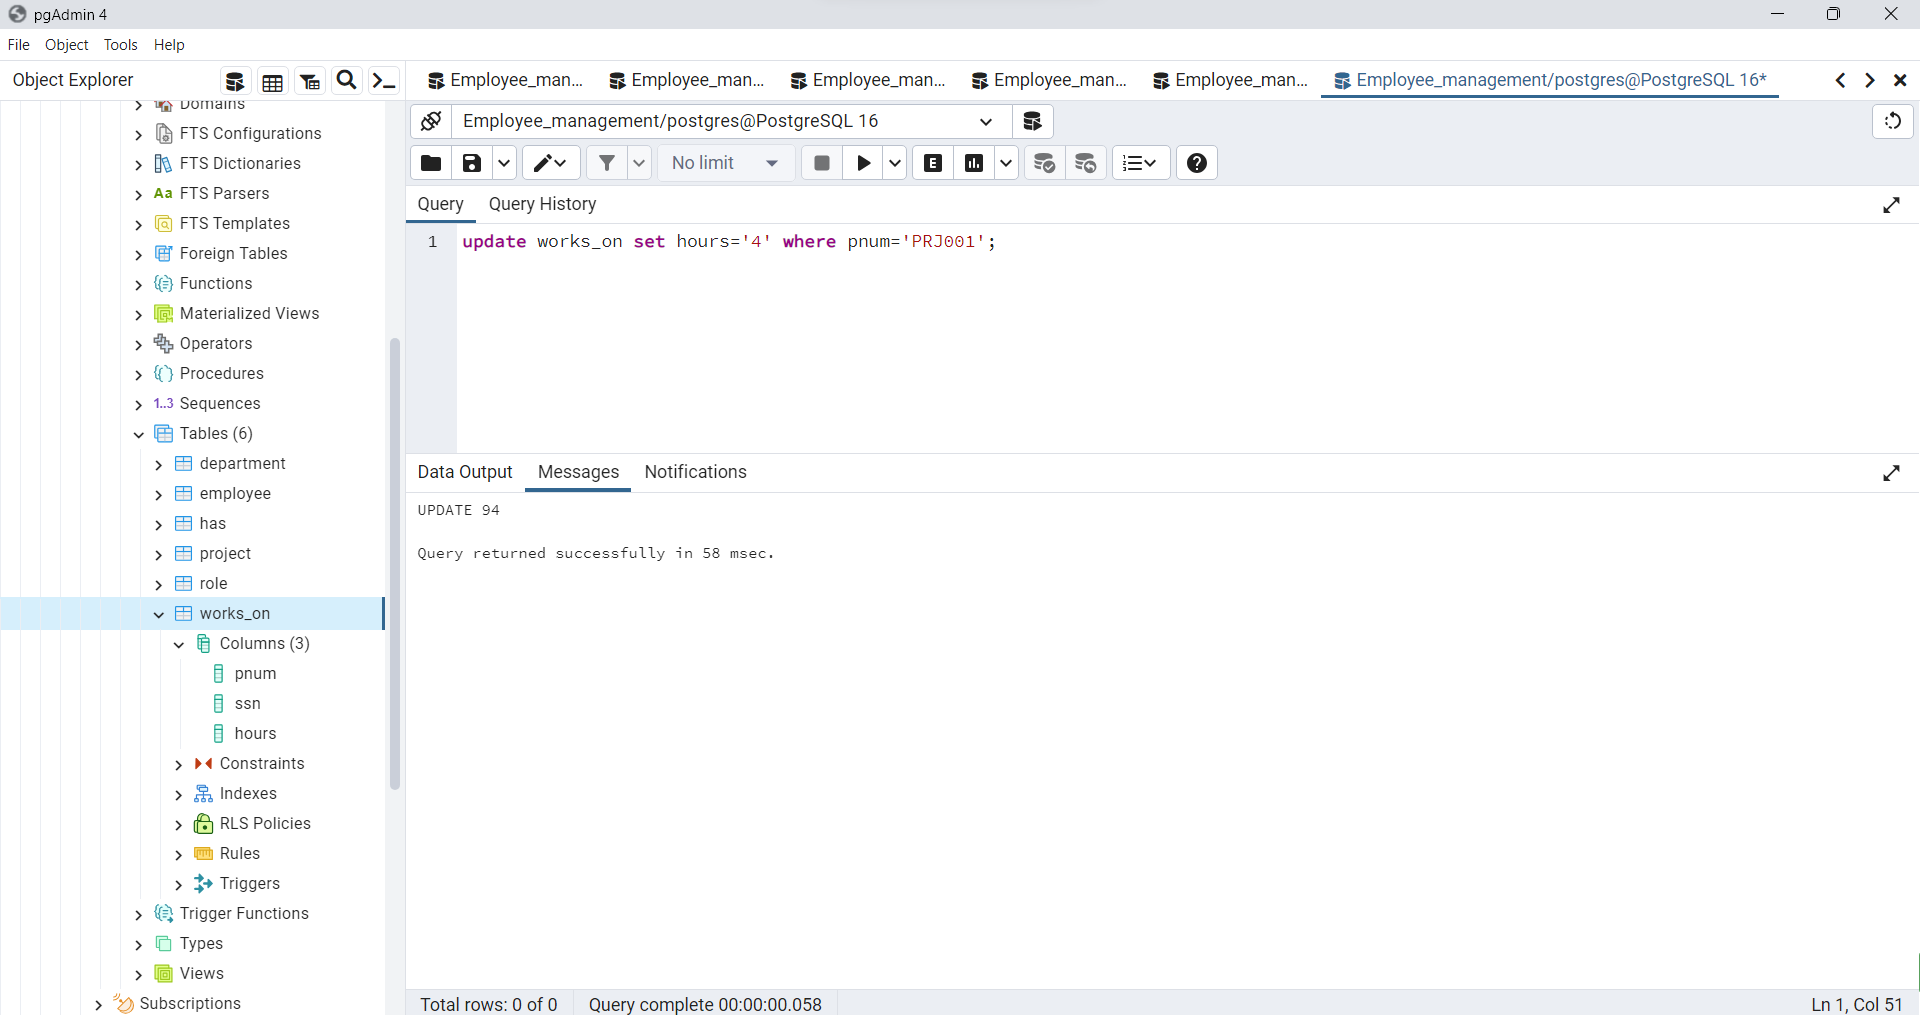 pgAdmin 4
File Object Tools Help
Object Explorer
Employee_man... Employee_man... Employee_man... Employee_man... Employee_man... Employee_management/postgres@PostgreSQL 16*
Domains
FTS Configurations
FTS Dictionaries
Aa FTS Parsers
FTS Templates
Foreign Tables
Functions
Materialized Views
Operators
Procedures
1..3 Sequences
Tables (6)
department
employee
has
project
role
works_on
Columns (3)
pnum
ssn
hours
Constraints
Indexes
RLS Policies
Rules
Triggers
Trigger Functions
Types
Views
Subscriptions
Employee_management/postgres@PostgreSQL 16
No limit
E
Query Query History
1 update works_on set hours='4' where pnum='PRJ001';
Data Output Messages Notifications
UPDATE 94
Query returned successfully in 58 msec.
Total rows: 0 of 0 Query complete 00:00:00.058 Ln 1, Col 51